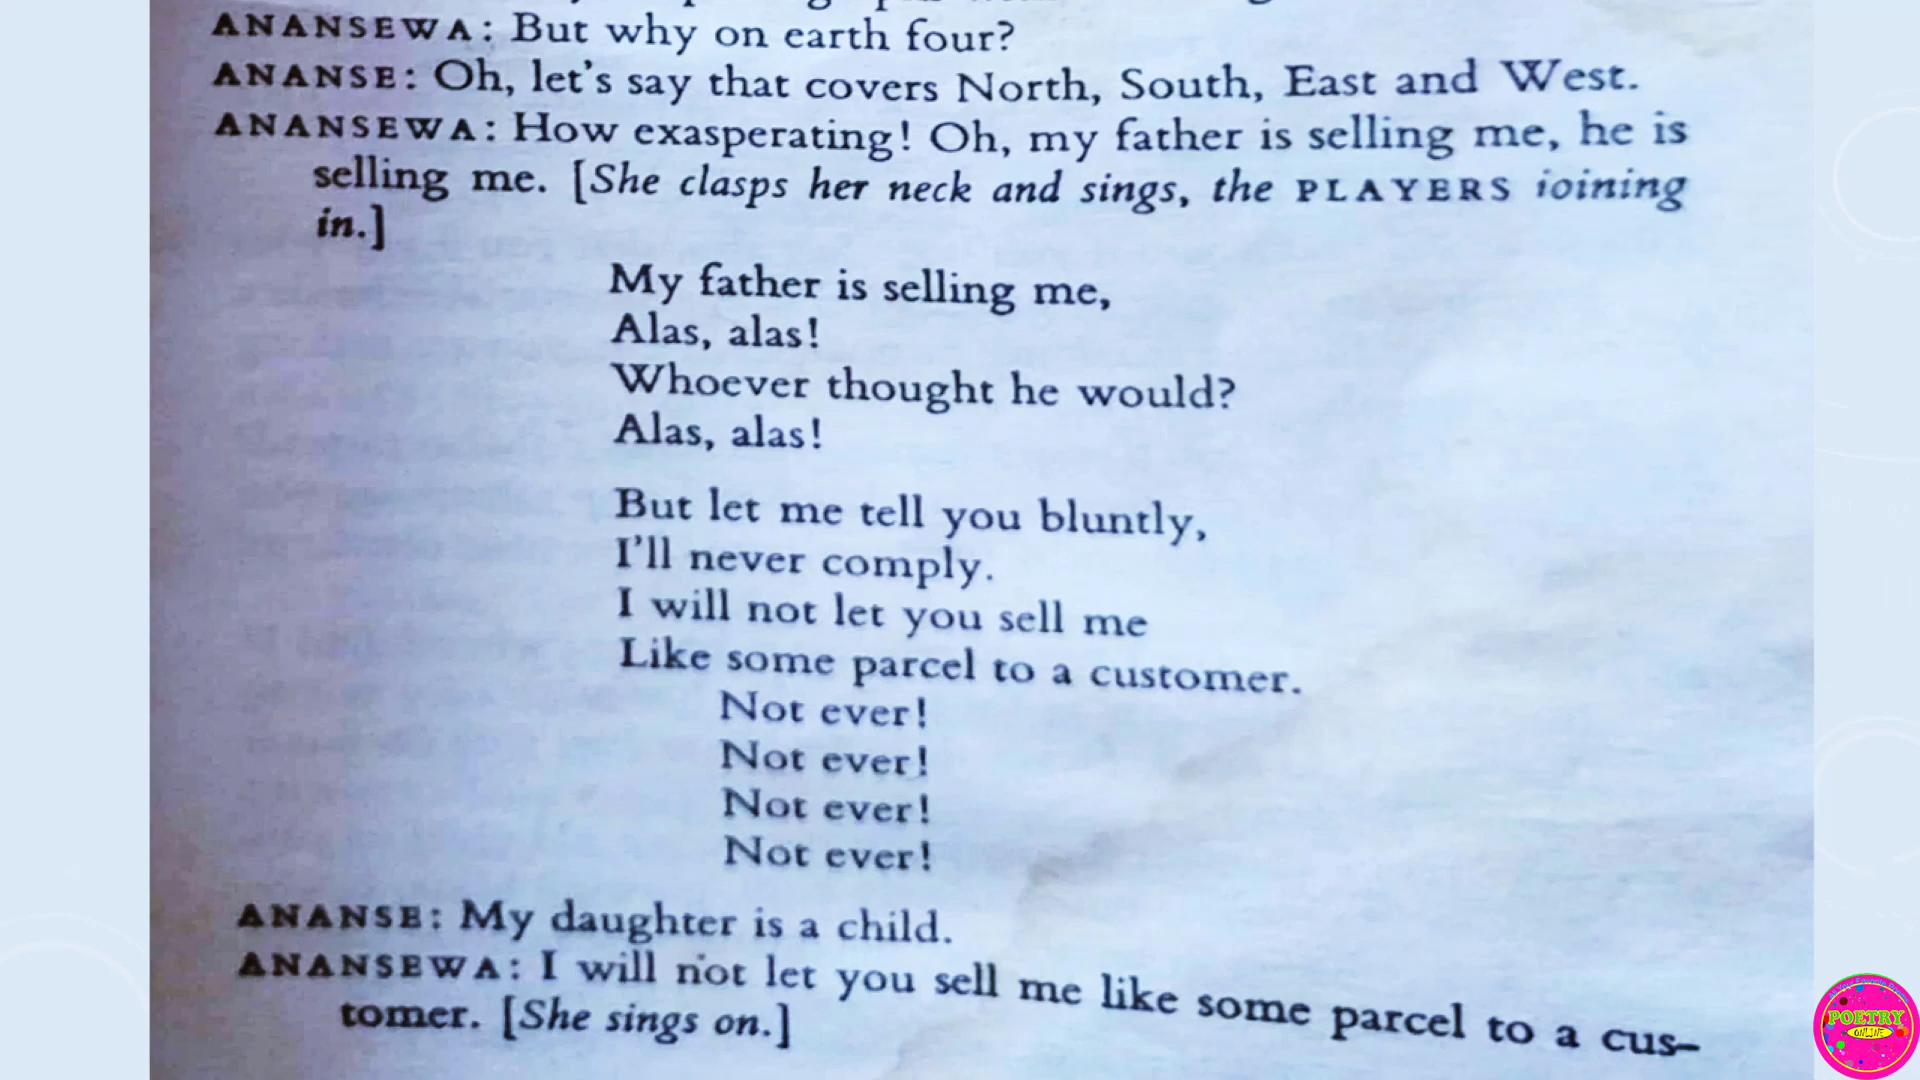 ANANSEWA: But why on earth four?
ANANSE: Oh, let's say that covers North, South, East and West.
ANANSEWA: How exasperating! Oh, my father is selling me, he is
selling me. [She clasps her neck and sings, the PLAYERS ioining
in.]
My father is selling me,
Alas, alas!
Whoever thought he would?
Alas, alas!
But let me tell you bluntly,
I'll never comply.
I will not let you sell me
Like some parcel to a customer.
Not ever!
Not ever!
Not ever!
Not ever!
ANANSE: My daughter is a child.
ANANSEWA: I will not let you sell me like some parcel to a cus-
tomer. [She sings on.]
POETRY
ONLINE